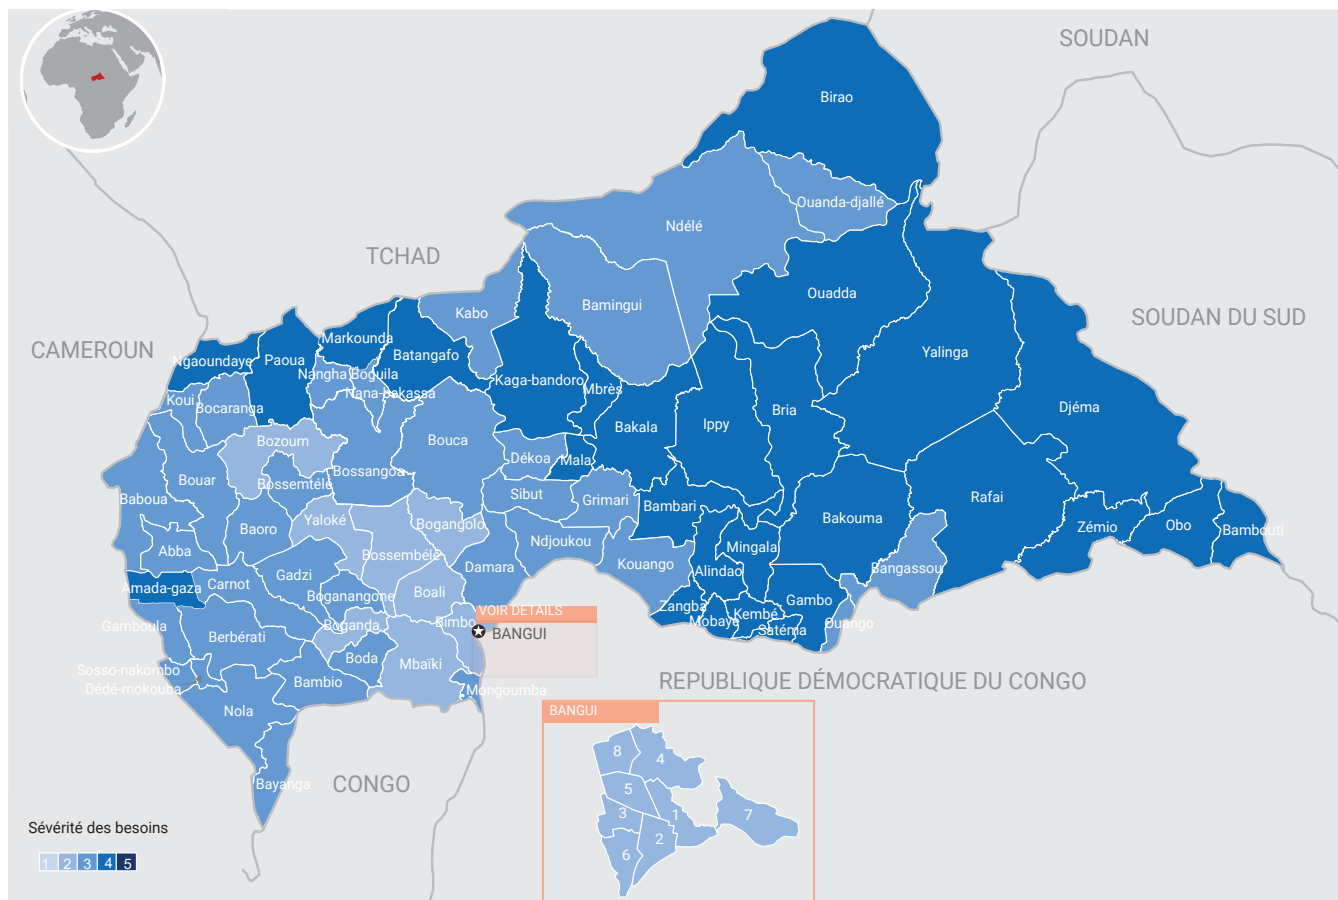 SOUDAN
Birao
Ouanda-djallé
Ndélé
TCHAD
Ouadda
Bamingui
Kabo
SOUDAN DU SUD
CAMEROUN
Markounda
Ngaoundaye
Paoua
Batangafo
Yalinga
Nangha
Boguila
Kaga-bandoro
Mbrès
Nana-bakassa
Koui
Bocaranga
Bria
Djéma
Ippy
Bakala
Bozoum
Bouca
Dékoa
Mala
Bossangoa
Bouar
Bossemtélé
Baboua
Sibut
Grimari
Rafai
Bambari
Bakouma
Yaloké
Bogangolo
Baoro
Zémio
Obo
Bambouti
Ndjoukou
Mingala
Abba
Bossembélé
Kouango
Damara
Bangassou
Alindao
Gadzi
Amada-gaza
Carnot
Boganangone
Boali
Gambo
Zangba
Kembé
VOIR DÉTAILS
Mobaye
Bimbo
Gamboula
Boganda
Ouango
Satéma
BANGUI
Berbérati
Boda
Mbaïki
Sosso-nakombo
Bambio
REPUBLIQUE DÉMOCRATIQUE DU CONGO
Dédé-mokouba
Mongoumba
Nola
BANGUI
8
4
Bayanga
CONGO
5
3
1
7
2
6
Sévérité des besoins
1 2 3 4 5